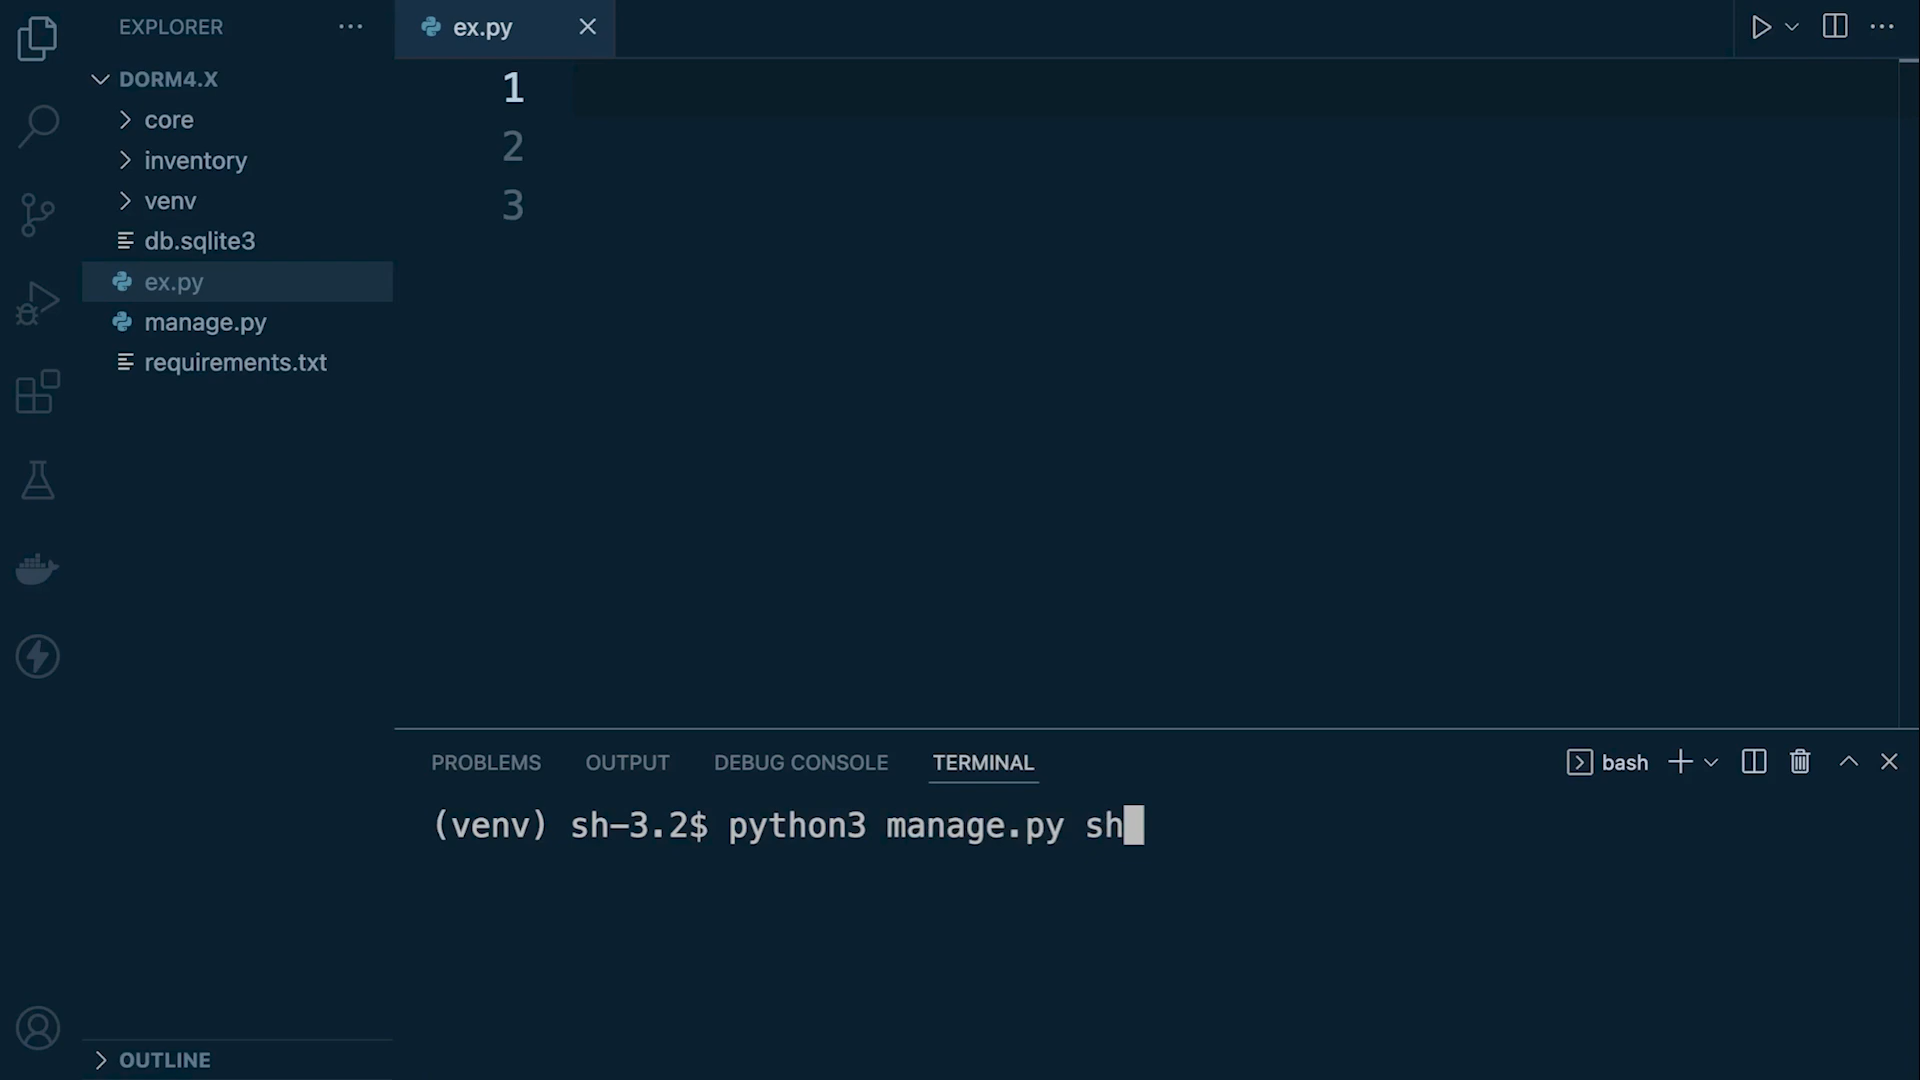 EXPLORER
DORM4.X
core
inventory
venv
db.sqlite3
ex.py
manage.py
requirements.txt
OUTLINE
ex.py
1
2
3
PROBLEMS OUTPUT DEBUG CONSOLE TERMINAL
bash
(venv) sh-3.2$ python3 manage.py sh